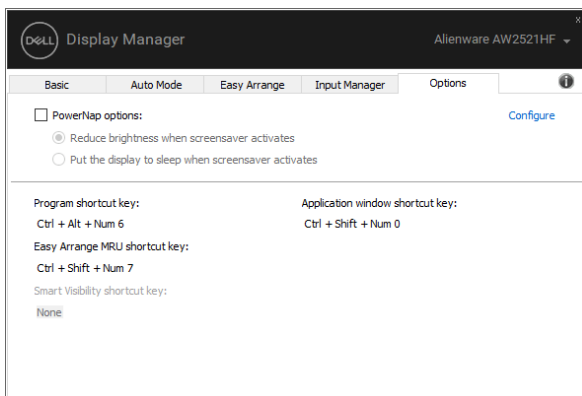 x
DELL Display Manager
Alienware AW2521HF
Basic Auto Mode Easy Arrange Input Manager Options i
PowerNap options: Configure
Reduce brightness when screensaver activates
Put the display to sleep when screensaver activates
Program shortcut key: Application window shortcut key:
Ctrl + Alt + Num 6 Ctrl + Shift + Num 0
Easy Arrange MRU shortcut key:
Ctrl + Shift + Num 7
Smart Visibility shortcut key:
None